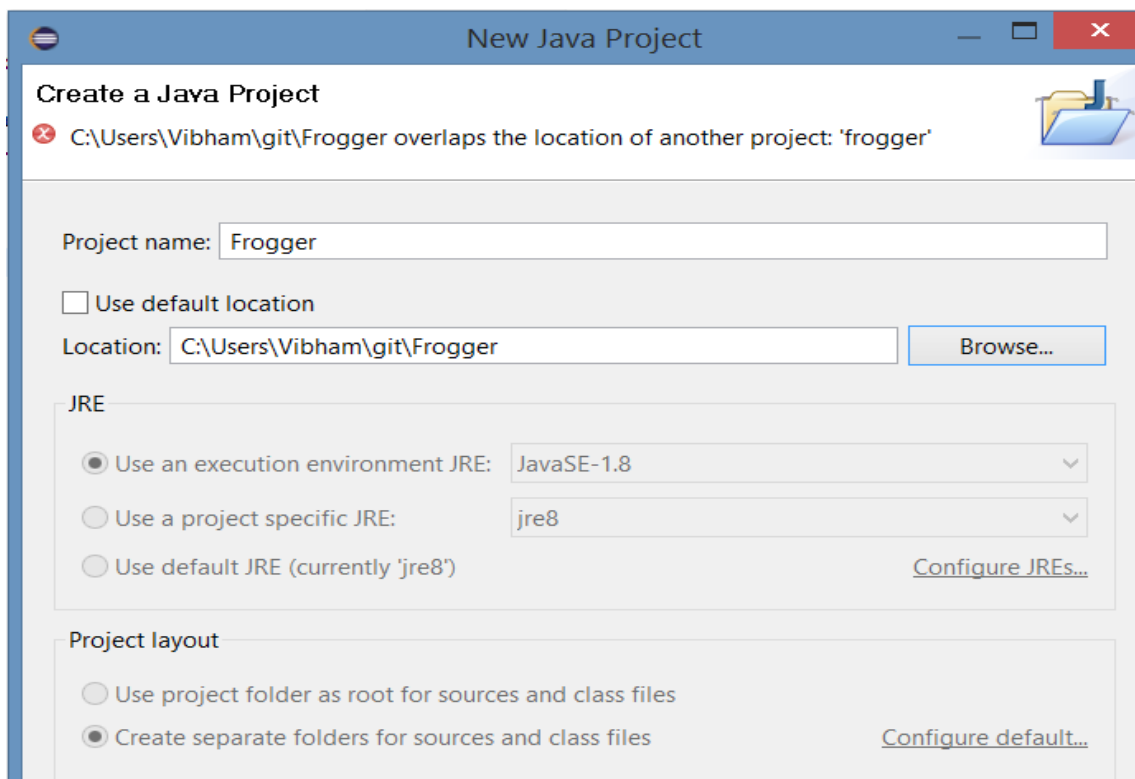 New Java Project
Create a Java Project
C:\Users\Vibham\git\Frogger overlaps the location of another project: 'frogger'
Project name: Frogger
Use default location
Location: C:\Users\Vibham\git\Frogger Browse...
JRE
Use an execution environment JRE: JavaSE-1.8
Use a project specific JRE: jre8
Use default JRE (currently 'jre8') Configure JREs...
Project layout
Use project folder as root for sources and class files
Create separate folders for sources and class files Configure default...